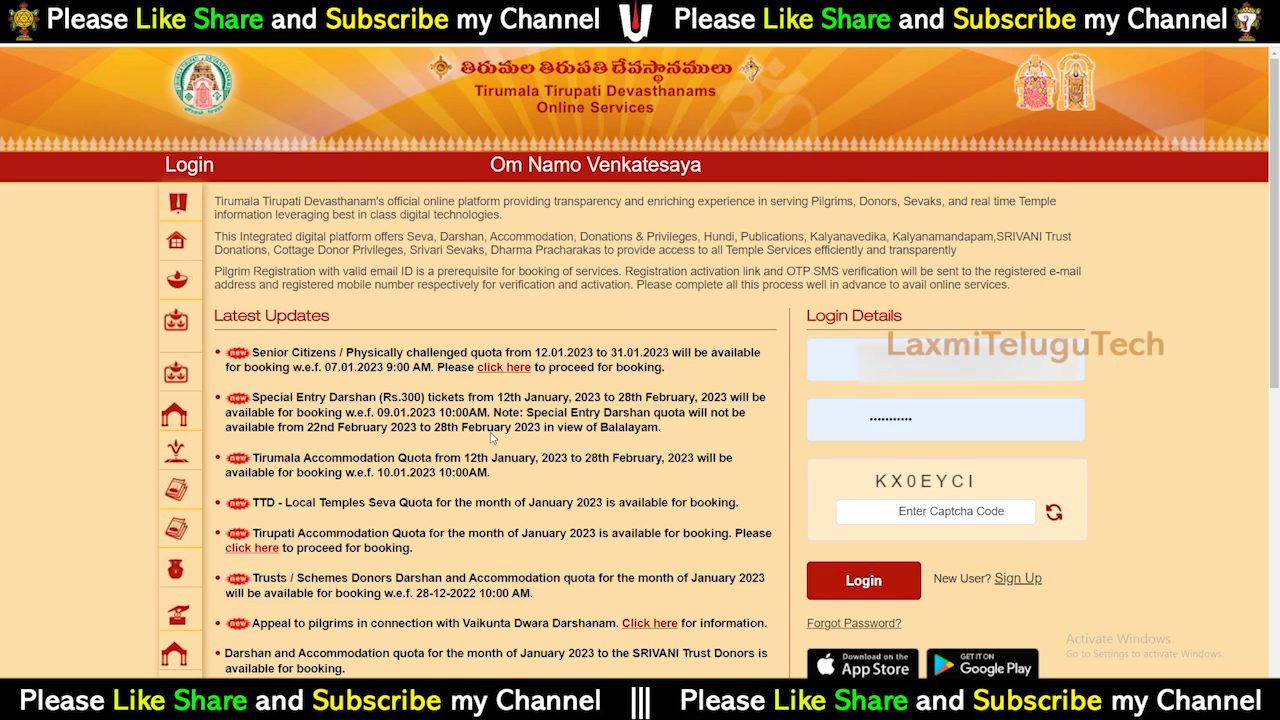 Please Like Share and Subscribe my Channel Please Like Share and Subscribe my Channel
తిరుమల తిరుపతి దేవస్థానములు
Tirumala Tirupati Devasthanams
Online Services
Login Om Namo Venkatesaya
Tirumala Tirupati Devasthanam's official online platform providing transparency and enriching experience in serving Pilgrims, Donors, Sevaks, and real time Temple
information leveraging best in class digital technologies.
This Integrated digital platform offers Seva, Darshan, Accommodation, Donations & Privileges, Hundi, Publications, Kalyanavedika, Kalyanamandapam,SRIVANI Trust
Donations, Cottage Donor Privileges, Srivari Sevaks, Dharma Pracharakas to provide access to all Temple Services efficiently and transparently
Pilgrim Registration with valid email ID is a prerequisite for booking of services. Registration activation link and OTP SMS verification will be sent to the registered e-mail
address and registered mobile number respectively for verification and activation. Please complete all this process well in advance to avail online services.
Latest Updates
new Senior Citizens / Physically challenged quota from 12.01.2023 to 31.01.2023 will be available
for booking w.e.f. 07.01.2023 9:00 AM. Please click here to proceed for booking.
new Special Entry Darshan (Rs.300) tickets from 12th January, 2023 to 28th February, 2023 will be
available for booking w.e.f. 09.01.2023 10:00AM. Note: Special Entry Darshan quota will not be
available from 22nd February 2023 to 28th February 2023 in view of Balalayam.
new Tirumala Accommodation Quota from 12th January, 2023 to 28th February, 2023 will be
available for booking w.e.f. 10.01.2023 10:00AM.
new TTD - Local Temples Seva Quota for the month of January 2023 is available for booking.
new Tirupati Accommodation Quota for the month of January 2023 is available for booking. Please
click here to proceed for booking.
new Trusts / Schemes Donors Darshan and Accommodation quota for the month of January 2023
will be available for booking w.e.f. 28-12-2022 10:00 AM.
new Appeal to pilgrims in connection with Vaikunta Dwara Darshanam. Click here for information.
Darshan and Accommodation quota for the month of January 2023 to the SRIVANI Trust Donors is
available for booking.
Login Details
LaxmiTeluguTech
KX0EYCI
Enter Captcha Code
Login New User? Sign Up
Forgot Password?
Download on the App Store
GET IT ON Google Play
Activate Windows
Go to Settings to activate Windows.
Please Like Share and Subscribe my Channel ||| Please Like Share and Subscribe my Channel